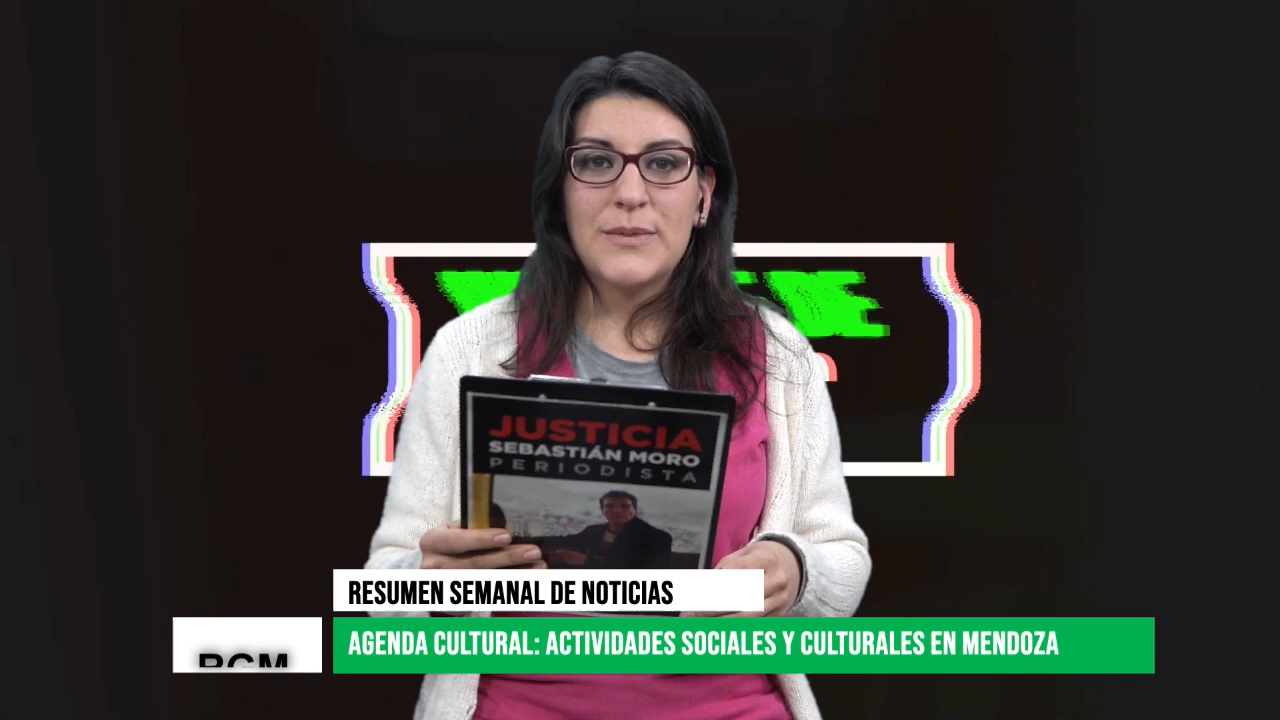 JUSTICIA
SEBASTIÁN MORO
PERIODISTA
RESUMEN SEMANAL DE NOTICIAS
AGENDA CULTURAL: ACTIVIDADES SOCIALES Y CULTURALES EN MENDOZA